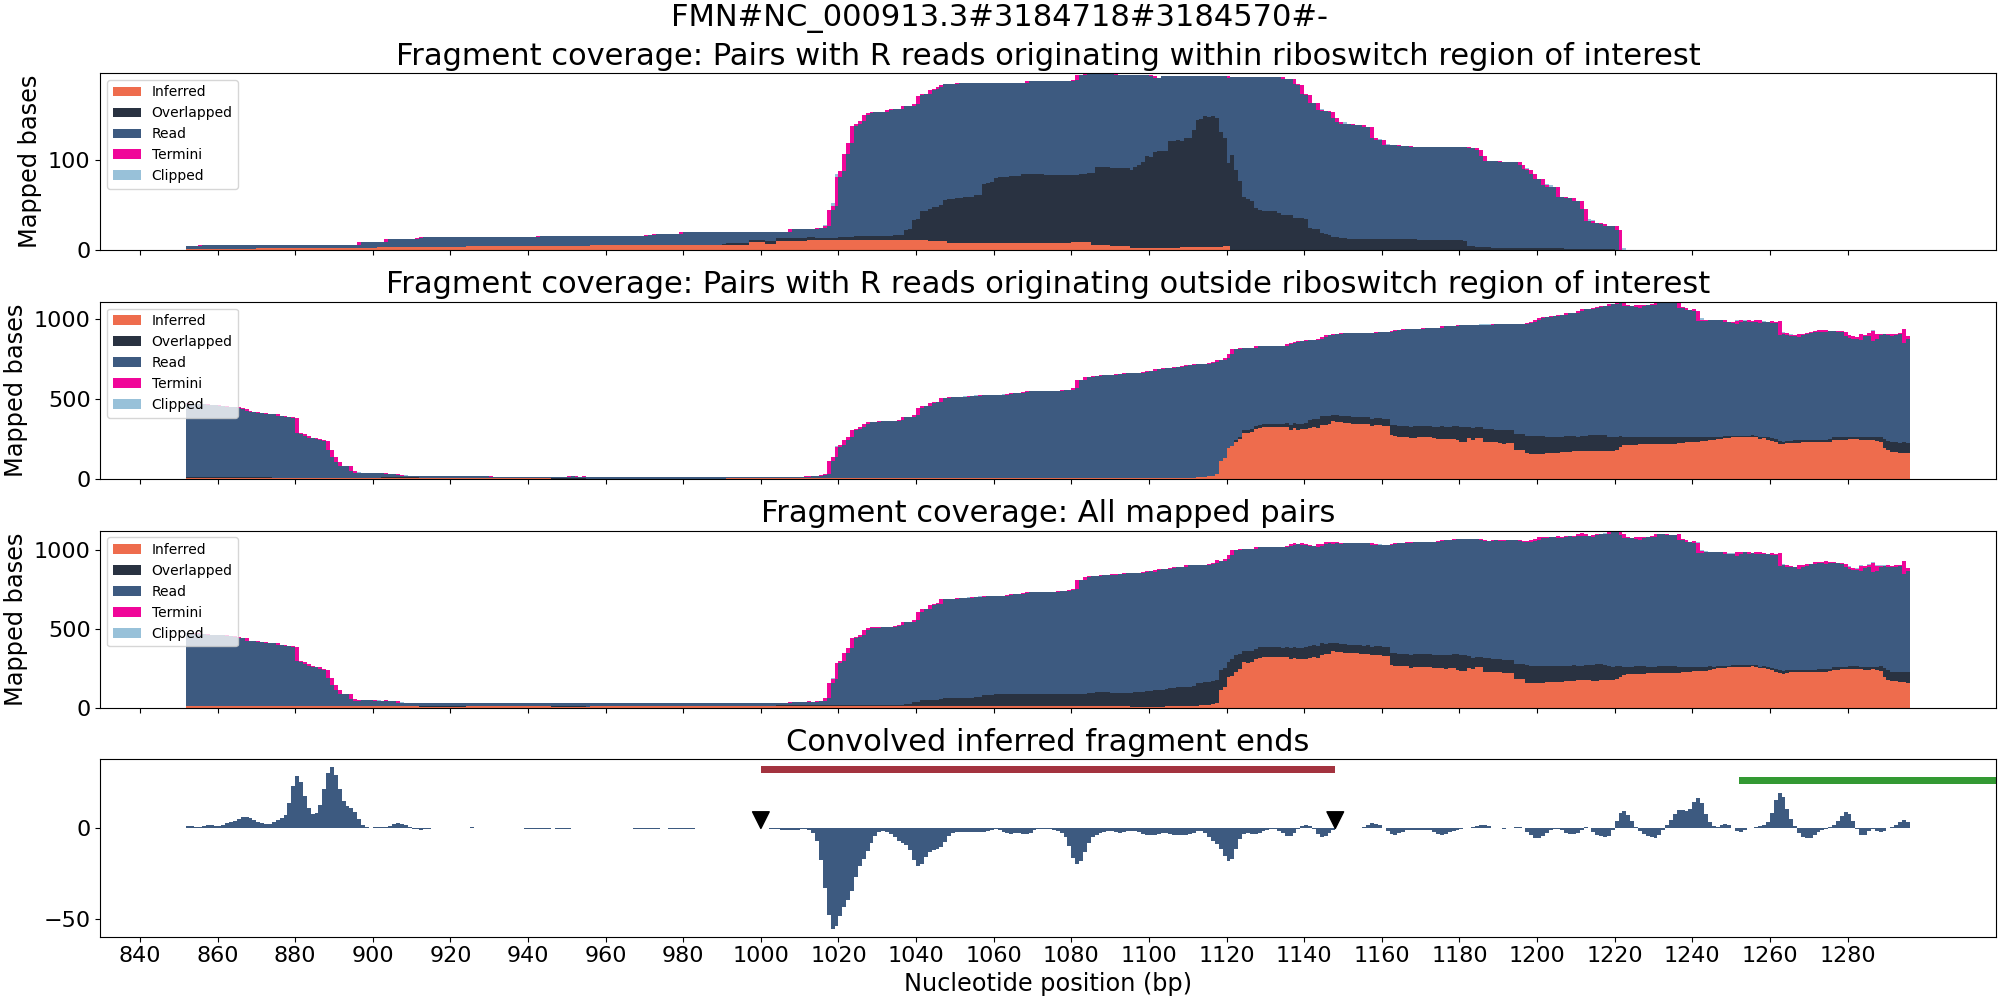 FMN#NC_000913.3#3184718#3184570#-
Fragment coverage: Pairs with R reads originating within riboswitch region of interest
Mapped bases
100
0
Inferred
Overlapped
Read
Termini
Clipped
Fragment coverage: Pairs with R reads originating outside riboswitch region of interest
Mapped bases
1000
500
0
Inferred
Overlapped
Read
Termini
Clipped
Fragment coverage: All mapped pairs
Mapped bases
1000
500
0
Inferred
Overlapped
Read
Termini
Clipped
Convolved inferred fragment ends
0
−50
840 860 880 900 920 940 960 980 1000 1020 1040 1060 1080 1100 1120 1140 1160 1180 1200 1220 1240 1260 1280
Nucleotide position (bp)